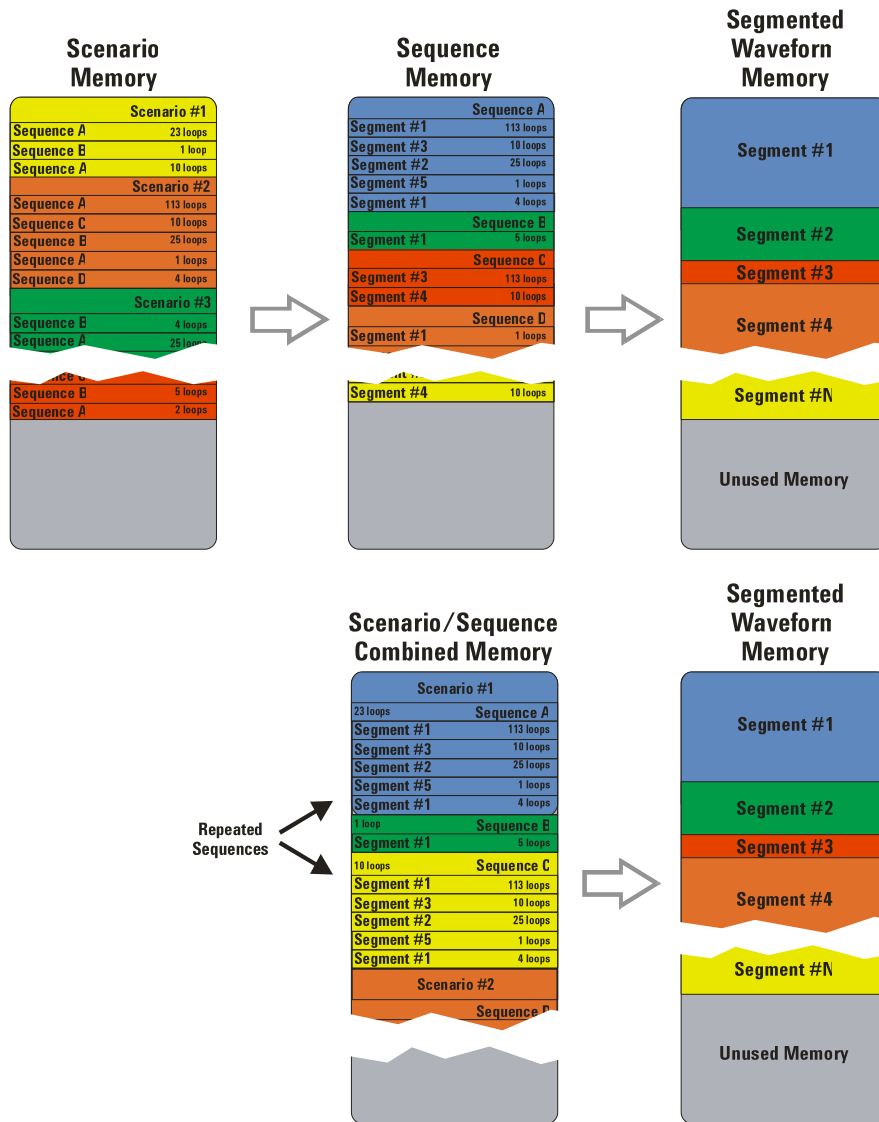 Scenario
Memory
Scenario #1
Sequence A 23 loops
Sequence B 1 loop
Sequence A 10 loops
Scenario #2
Sequence A 113 loops
Sequence C 10 loops
Sequence B 25 loops
Sequence A 1 loops
Sequence D 4 loops
Scenario #3
Sequence B 4 loops
Sequence A 25 loops
Sequence B 5 loops
Sequence A 2 loops
Sequence
Memory
Sequence A
Segment #1 113 loops
Segment #3 10 loops
Segment #2 25 loops
Segment #5 1 loops
Segment #1 4 loops
Sequence B
Segment #1 5 loops
Sequence C
Segment #3 113 loops
Segment #4 10 loops
Sequence D
Segment #1 1 loops
Segment #4 10 loops
Segmented
Waveforn
Memory
Segment #1
Segment #2
Segment #3
Segment #4
Segment #N
Unused Memory
Scenario/Sequence
Combined Memory
Scenario #1
23 loops Sequence A
Segment #1 113 loops
Segment #3 10 loops
Segment #2 25 loops
Segment #5 1 loops
Segment #1 4 loops
1 loop Sequence B
Segment #1 5 loops
10 loops Sequence C
Segment #1 113 loops
Segment #3 10 loops
Segment #2 25 loops
Segment #5 1 loops
Segment #1 4 loops
Scenario #2
Sequence D
Repeated
Sequences
Segmented
Waveforn
Memory
Segment #1
Segment #2
Segment #3
Segment #4
Segment #N
Unused Memory